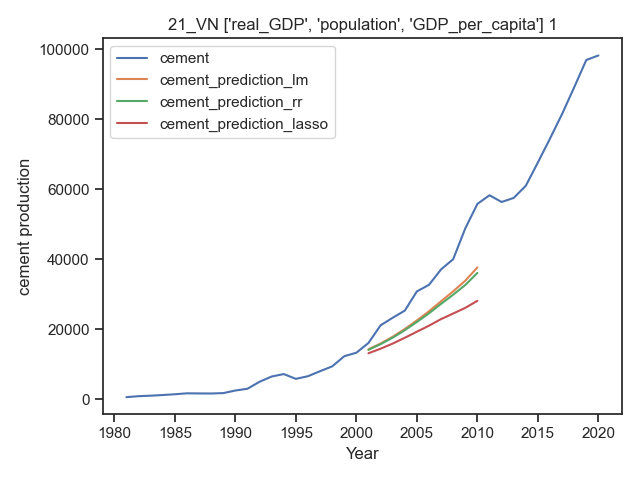 21_VN ['real_GDP', 'population', 'GDP_per_capita'] 1
100000
80000
60000
40000
20000
0
cement production
cement
cement_prediction_lm
cement_prediction_rr
cement_prediction_lasso
1980 1985 1990 1995 2000 2005 2010 2015 2020
Year